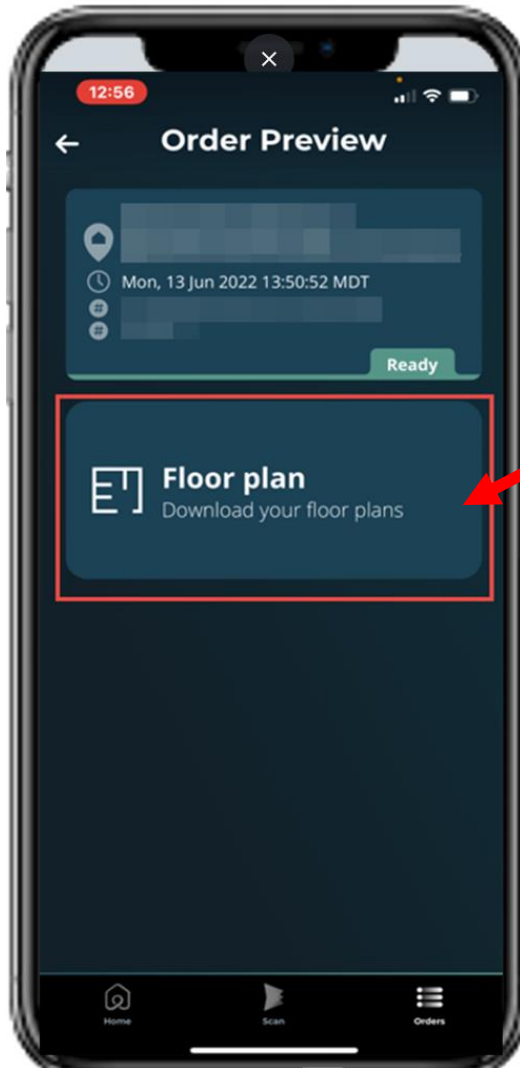 12:56
Order Preview
Mon, 13 Jun 2022 13:50:52 MDT
#
#
Ready
Floor plan
Download your floor plans
Home
Scan
Orders